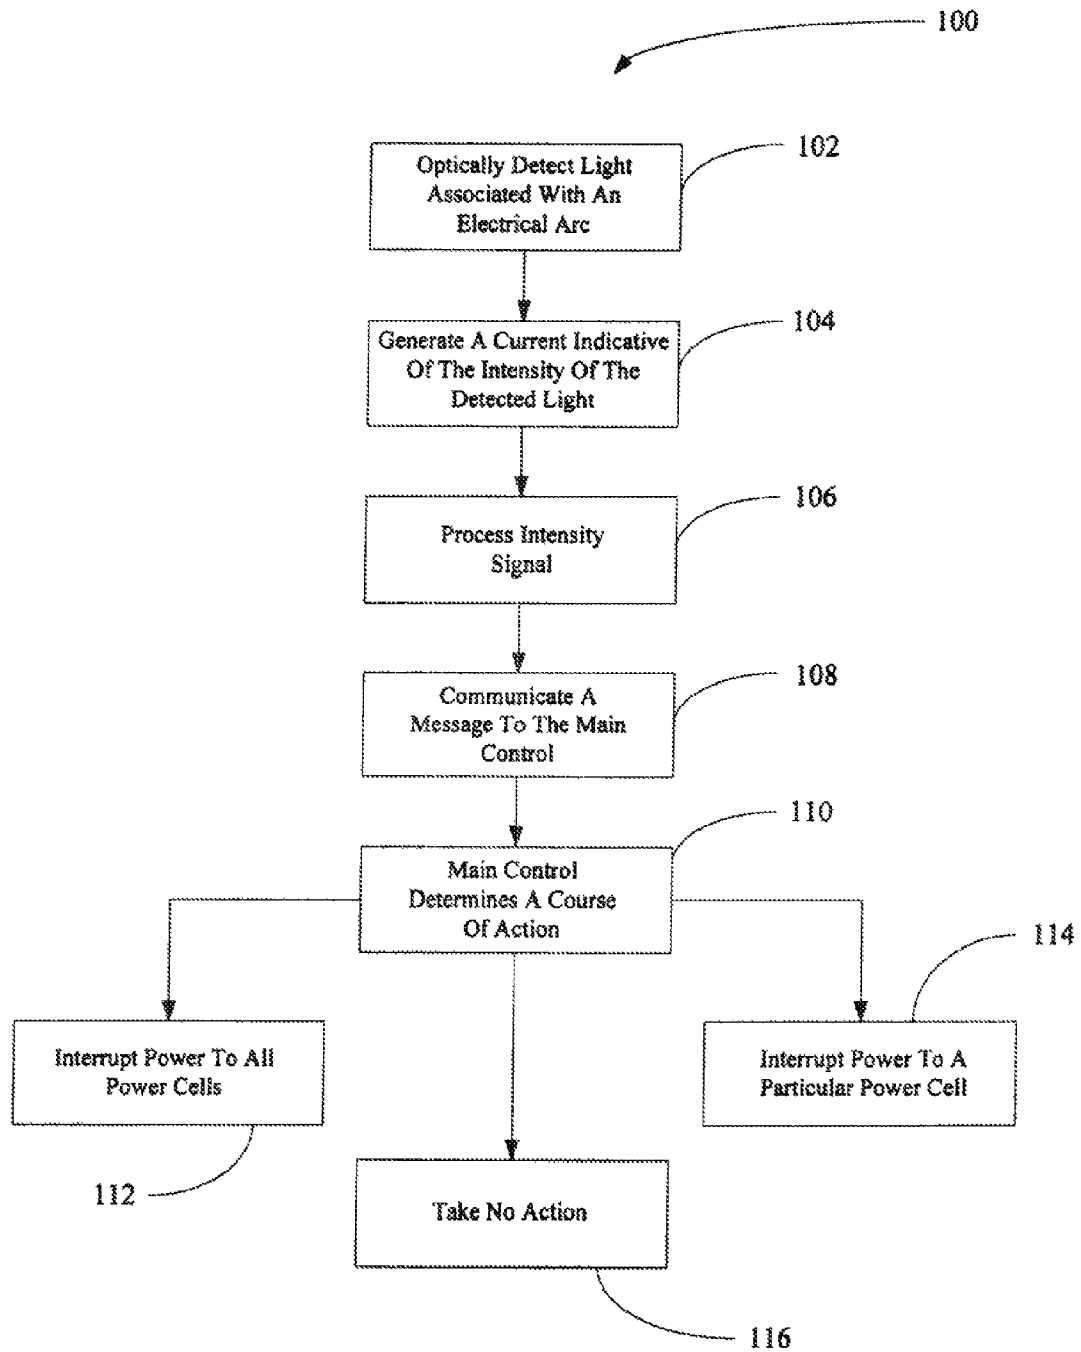 100
102
Optically Detect Light
Associated With An
Electrical Arc
104
Generate A Current Indicative
Of The Intensity Of The
Detected Light
106
Process Intensity
Signal
108
Communicate A
Message To The Main
Control
110
Main Control
Determines A Course
Of Action
114
Interrupt Power To All
Power Cells
Interrupt Power To A
Particular Power Cell
112
Take No Action
116